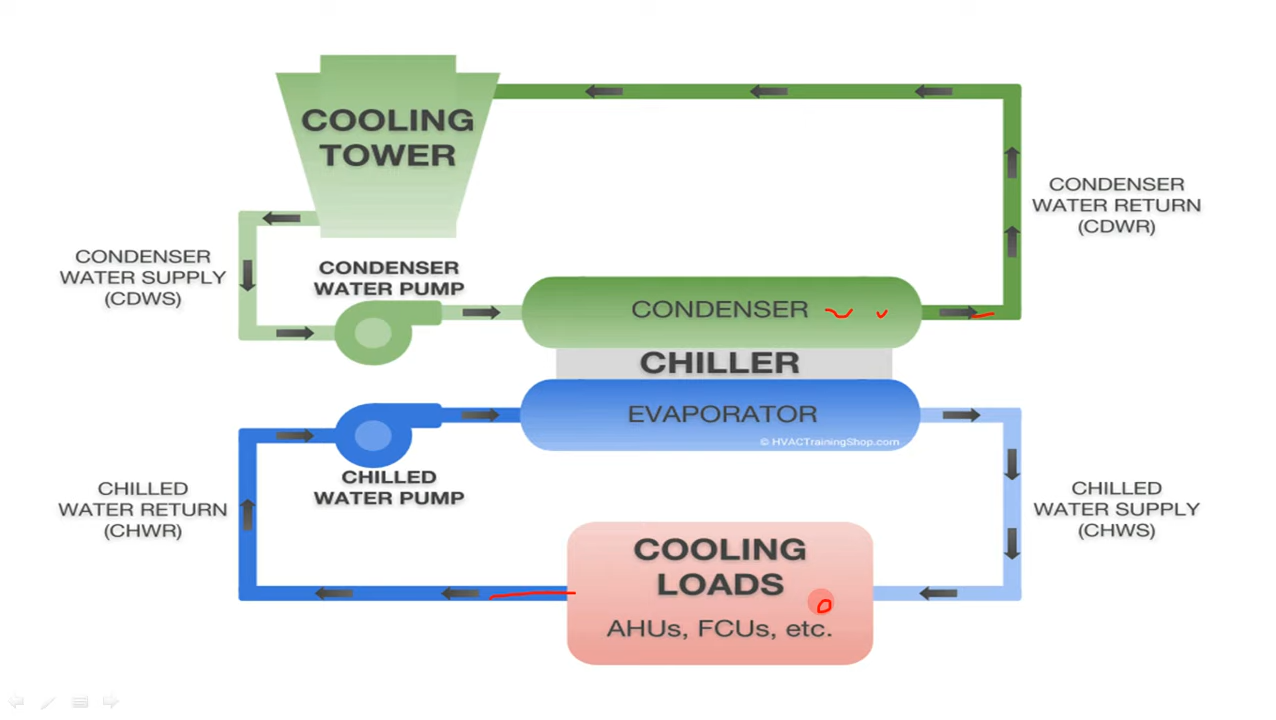 COOLING
TOWER
CONDENSER
WATER RETURN
(CDWR)
CONDENSER
WATER SUPPLY
(CDWS)
CONDENSER
WATER PUMP
CONDENSER
CHILLER
EVAPORATOR
© HVACTrainingShop.com
CHILLED
WATER PUMP
CHILLED
WATER RETURN
(CHWR)
CHILLED
WATER SUPPLY
(CHWS)
COOLING
LOADS
AHUs, FCUs, etc.